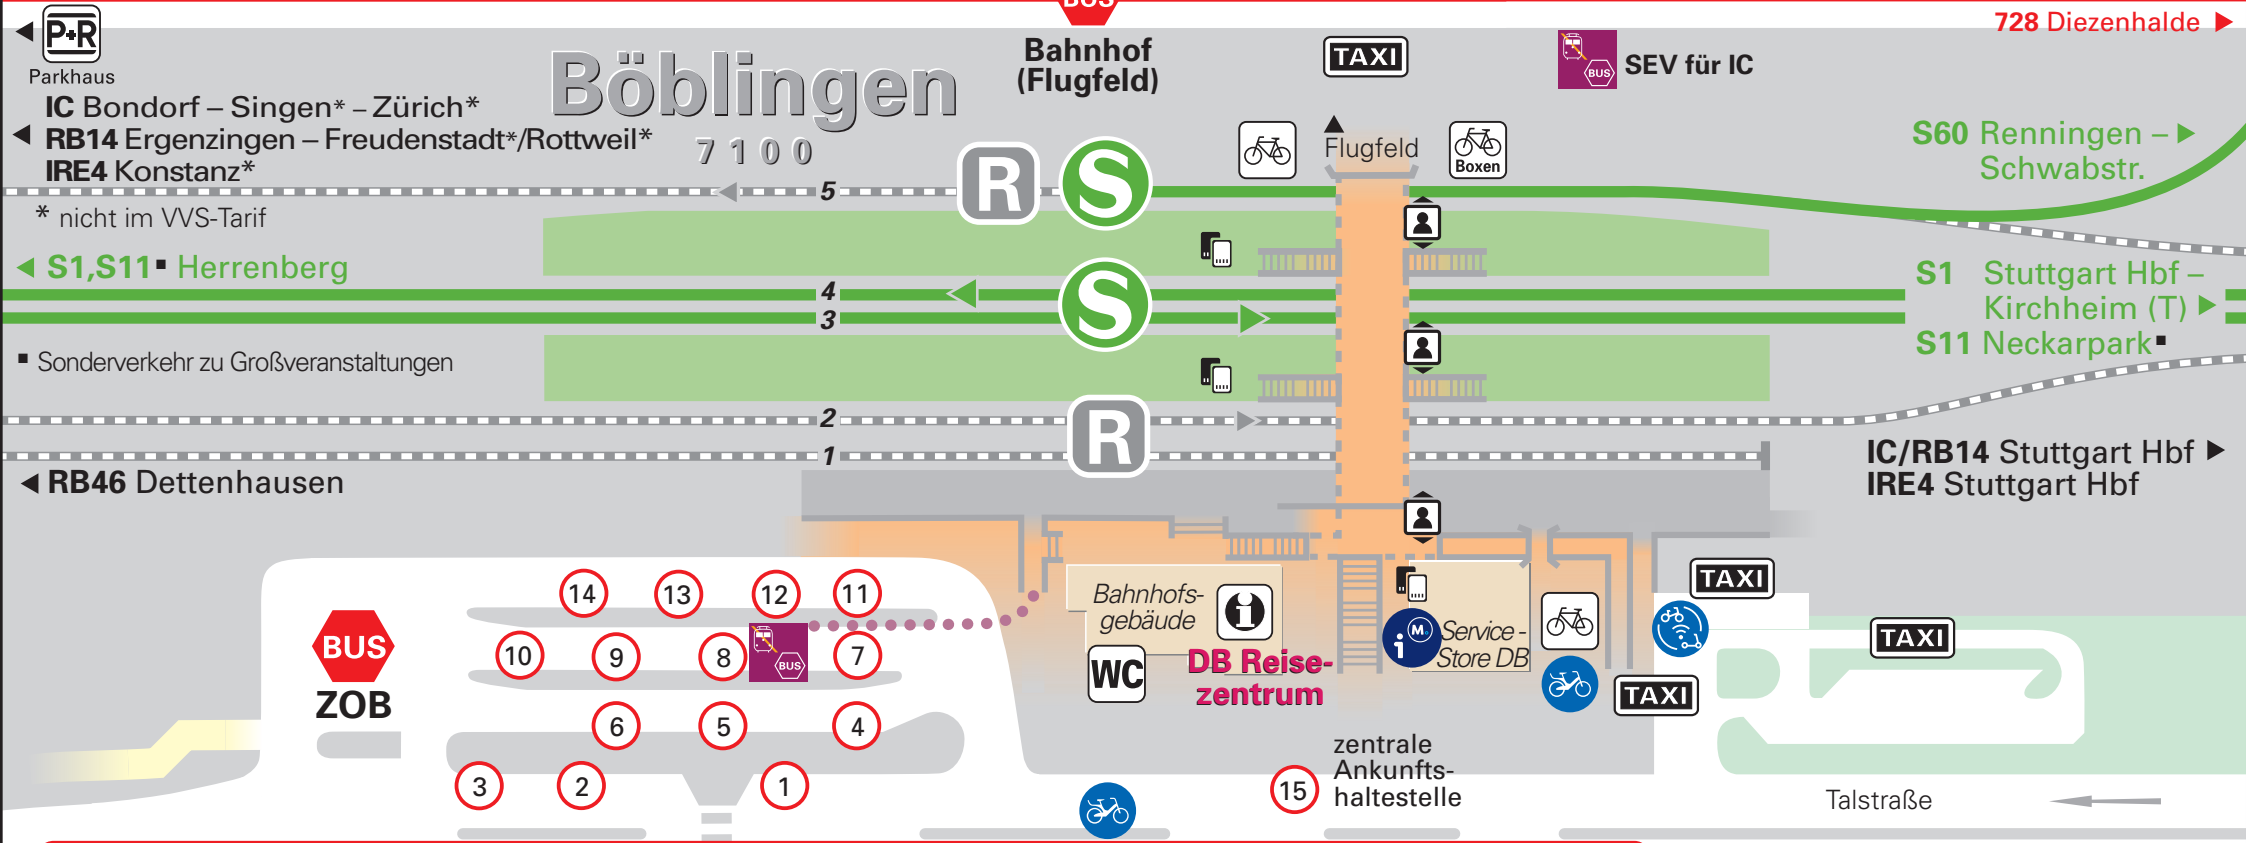 BUS
728 Diezenhalde
P+R
Parkhaus
Böblingen
7100
Bahnhof
(Flugfeld)
TAXI
BUS
SEV für IC
IC Bondorf – Singen* – Zürich*
RB14 Ergenzingen – Freudenstadt*/Rottweil*
IRE4 Konstanz*
Flugfeld
Boxen
S60 Renningen –
Schwabstr.
5
R
S
* nicht im VVS-Tarif
S1,S11▪ Herrenberg
4
3
S
S1 Stuttgart Hbf –
Kirchheim (T)
S11 Neckarpark▪
▪ Sonderverkehr zu Großveranstaltungen
2
1
R
RB46 Dettenhausen
IC/RB14 Stuttgart Hbf
IRE4 Stuttgart Hbf
14
13
12
11
10
9
8
BUS
7
6
5
4
3
2
1
BUS
ZOB
Bahnhofs-
gebäude
i
WC
DB Reise-
zentrum
M
i
Service-
Store DB
TAXI
TAXI
TAXI
15
zentrale
Ankunfts-
haltestelle
Talstraße